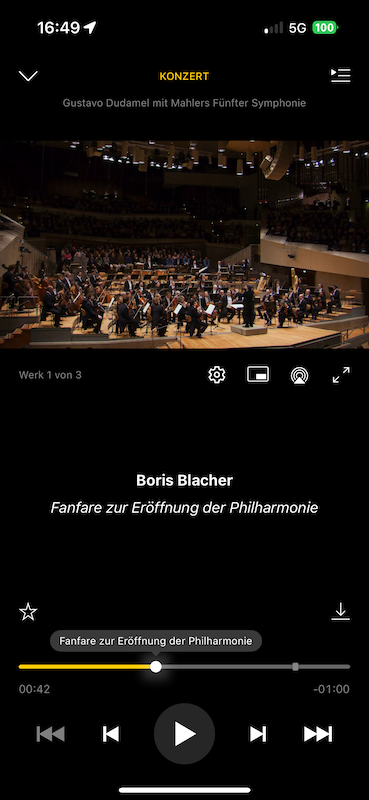 16:49
5G
100
KONZERT
Gustavo Dudamel mit Mahlers Fünfter Symphonie
Werk 1 von 3
Boris Blacher
Fanfare zur Eröffnung der Philharmonie
Fanfare zur Eröffnung der Philharmonie
00:42
-01:00